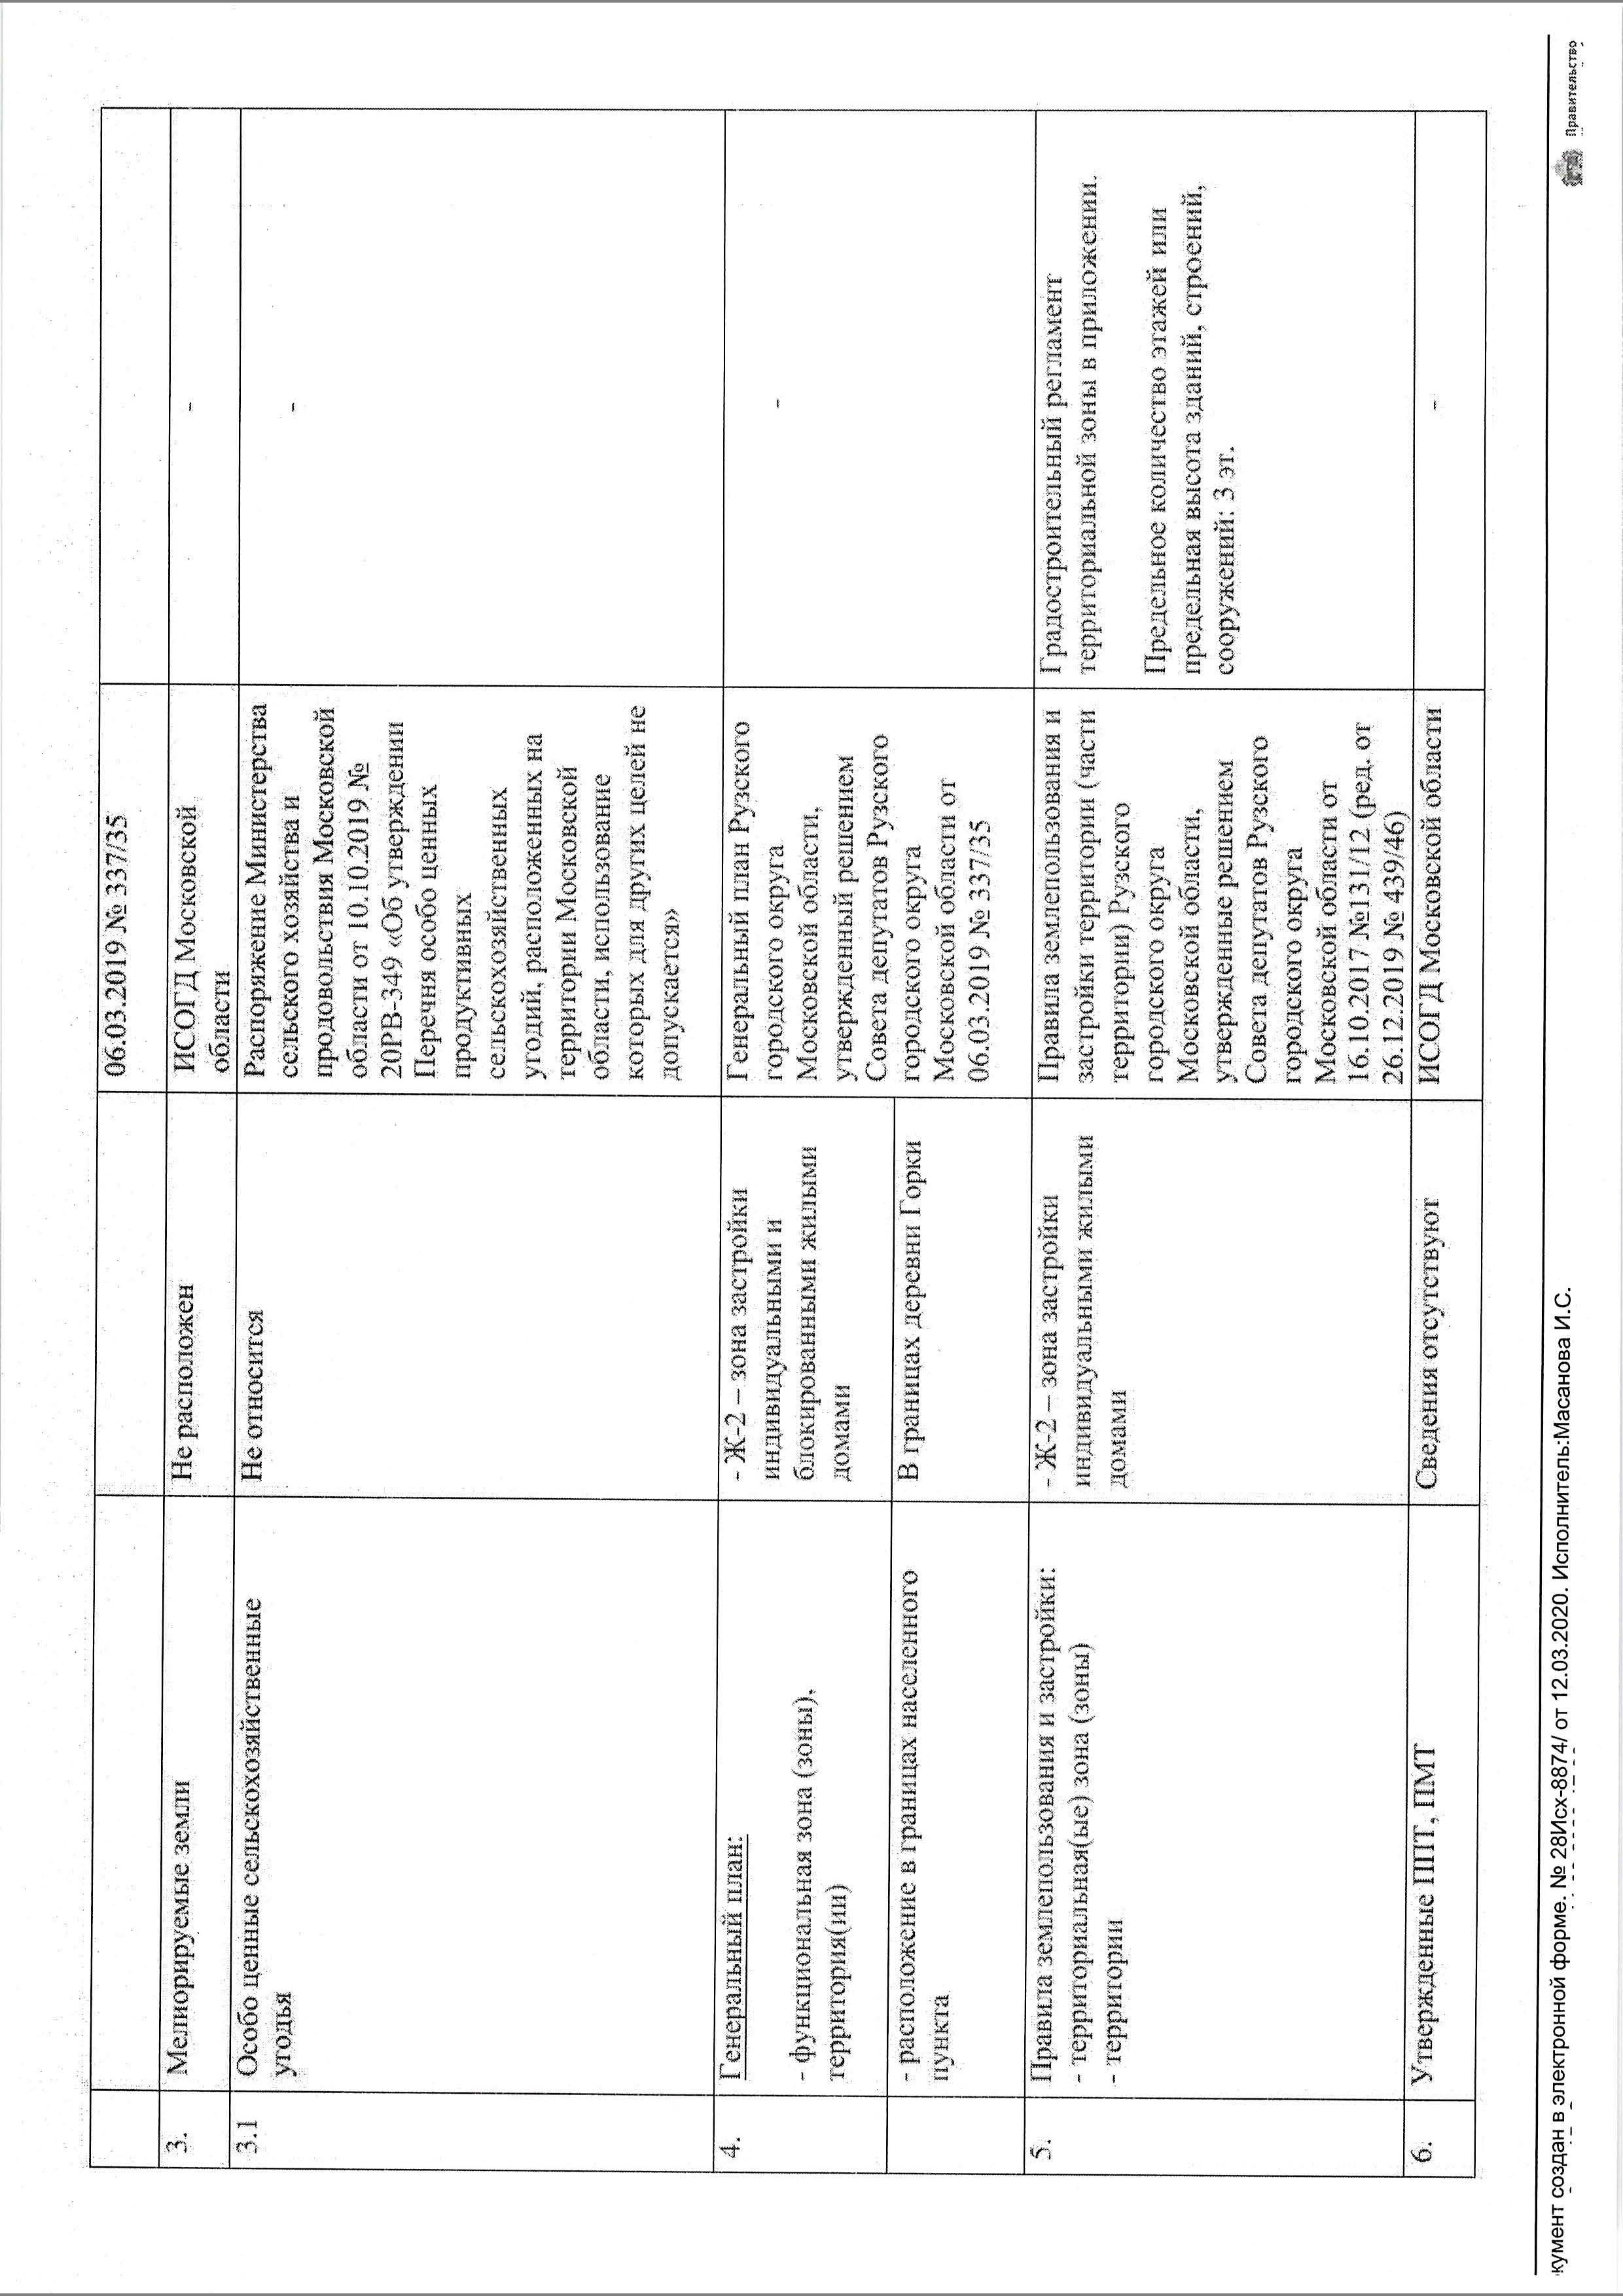 06.03.2019 № 337/35
3.
Мелиорируемые земли
Не расположен
ИСОГД Московской
области
-
3.1
Особо ценные сельскохозяйственные
угодья
Не относится
Распоряжение Министерства
сельского хозяйства и
продовольствия Московской
области от 10.10.2019 №
20РВ-349 «Об утверждении
Перечня особо ценных
продуктивных
сельскохозяйственных
угодий, расположенных на
территории Московской
области, использование
которых для других целей не
допускается»
-
4.
Генеральный план:
- функциональная зона (зоны),
территория(ии)
- Ж-2 – зона застройки
индивидуальными и
блокированными жилыми
домами
Генеральный план Рузского
городского округа
Московской области,
утвержденный решением
Совета депутатов Рузского
городского округа
Московской области от
06.03.2019 № 337/35
-
- расположение в границах населенного
пункта
В границах деревни Горки
5.
Правила землепользования и застройки:
- территориальная(ые) зона (зоны)
- территории
- Ж-2 – зона застройки
индивидуальными жилыми
домами
Правила землепользования и
застройки территории (части
территории) Рузского
городского округа
Московской области,
утвержденные решением
Совета депутатов Рузского
городского округа
Московской области от
16.10.2017 №131/12 (ред. от
26.12.2019 № 439/46)
Градостроительный регламент
территориальной зоны в приложении.
Предельное количество этажей или
предельная высота зданий, строений,
сооружений: 3 эт.
6.
Утвержденные ППТ, ПМТ
Сведения отсутствуют
ИСОГД Московской области
-
кумент создан в электронной форме. № 28Исх-8874/ от 12.03.2020. Исполнитель:Масанова И.С.
Правительство